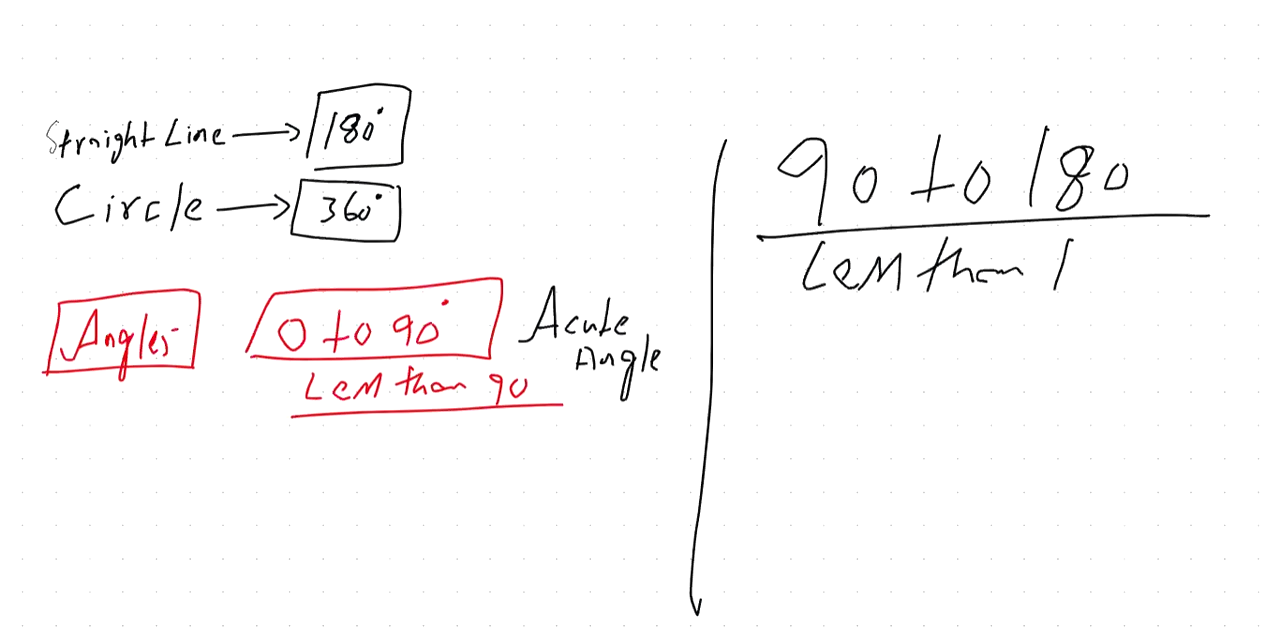 Straight Line → 180°
Circle → 360°
Angles
0 to 90°
Less than 90
Acute
Angle
90 to 180
Less than 1